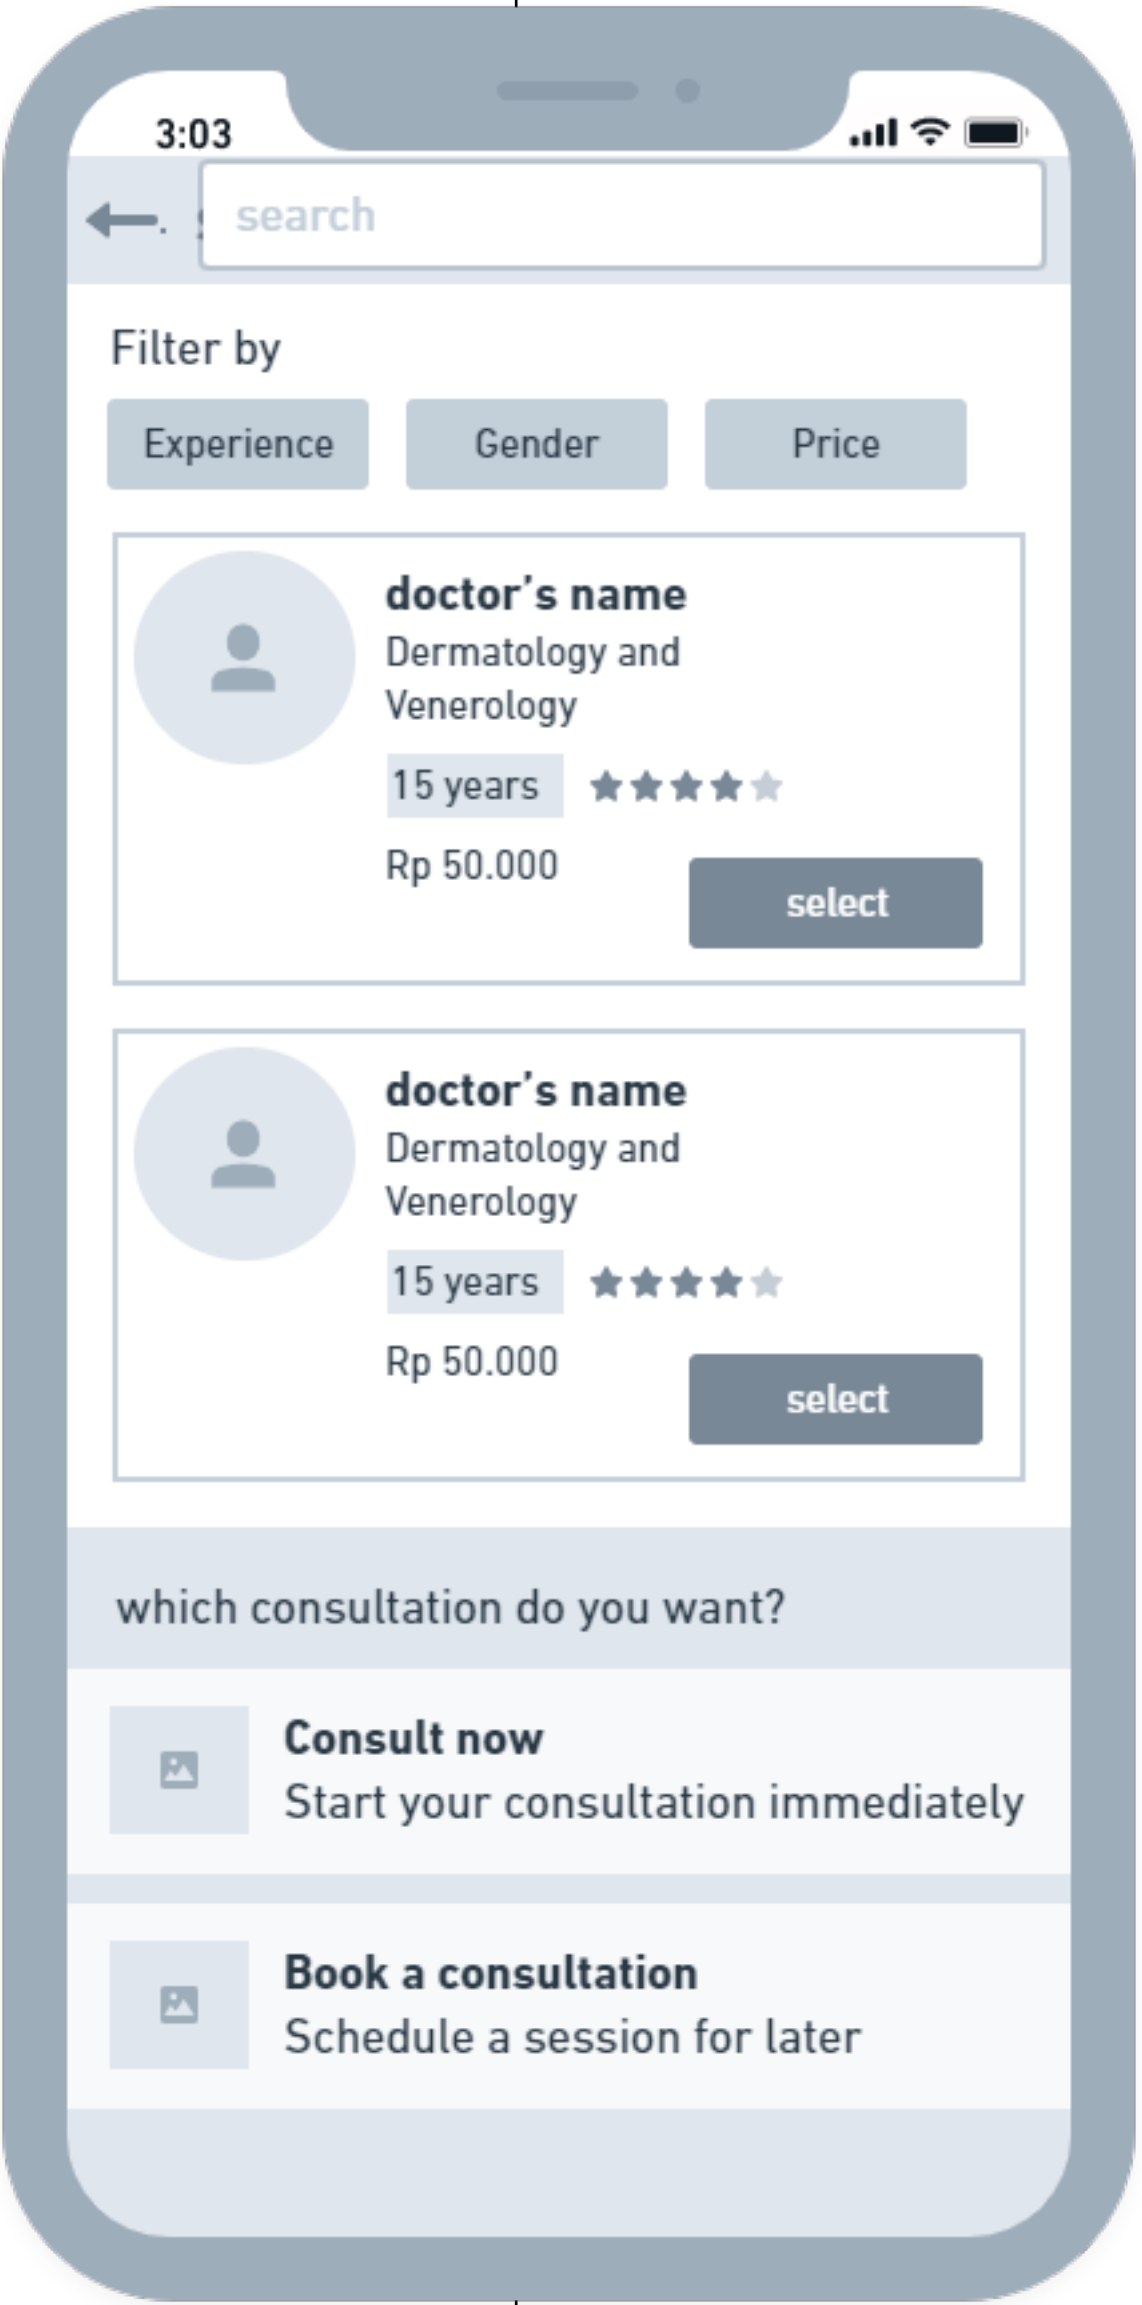 3:03
search
Filter by
Experience Gender Price
doctor's name
Dermatology and
Venerology
15 years
Rp 50.000
select
doctor's name
Dermatology and
Venerology
15 years
Rp 50.000
select
which consultation do you want?
Consult now
Start your consultation immediately
Book a consultation
Schedule a session for later